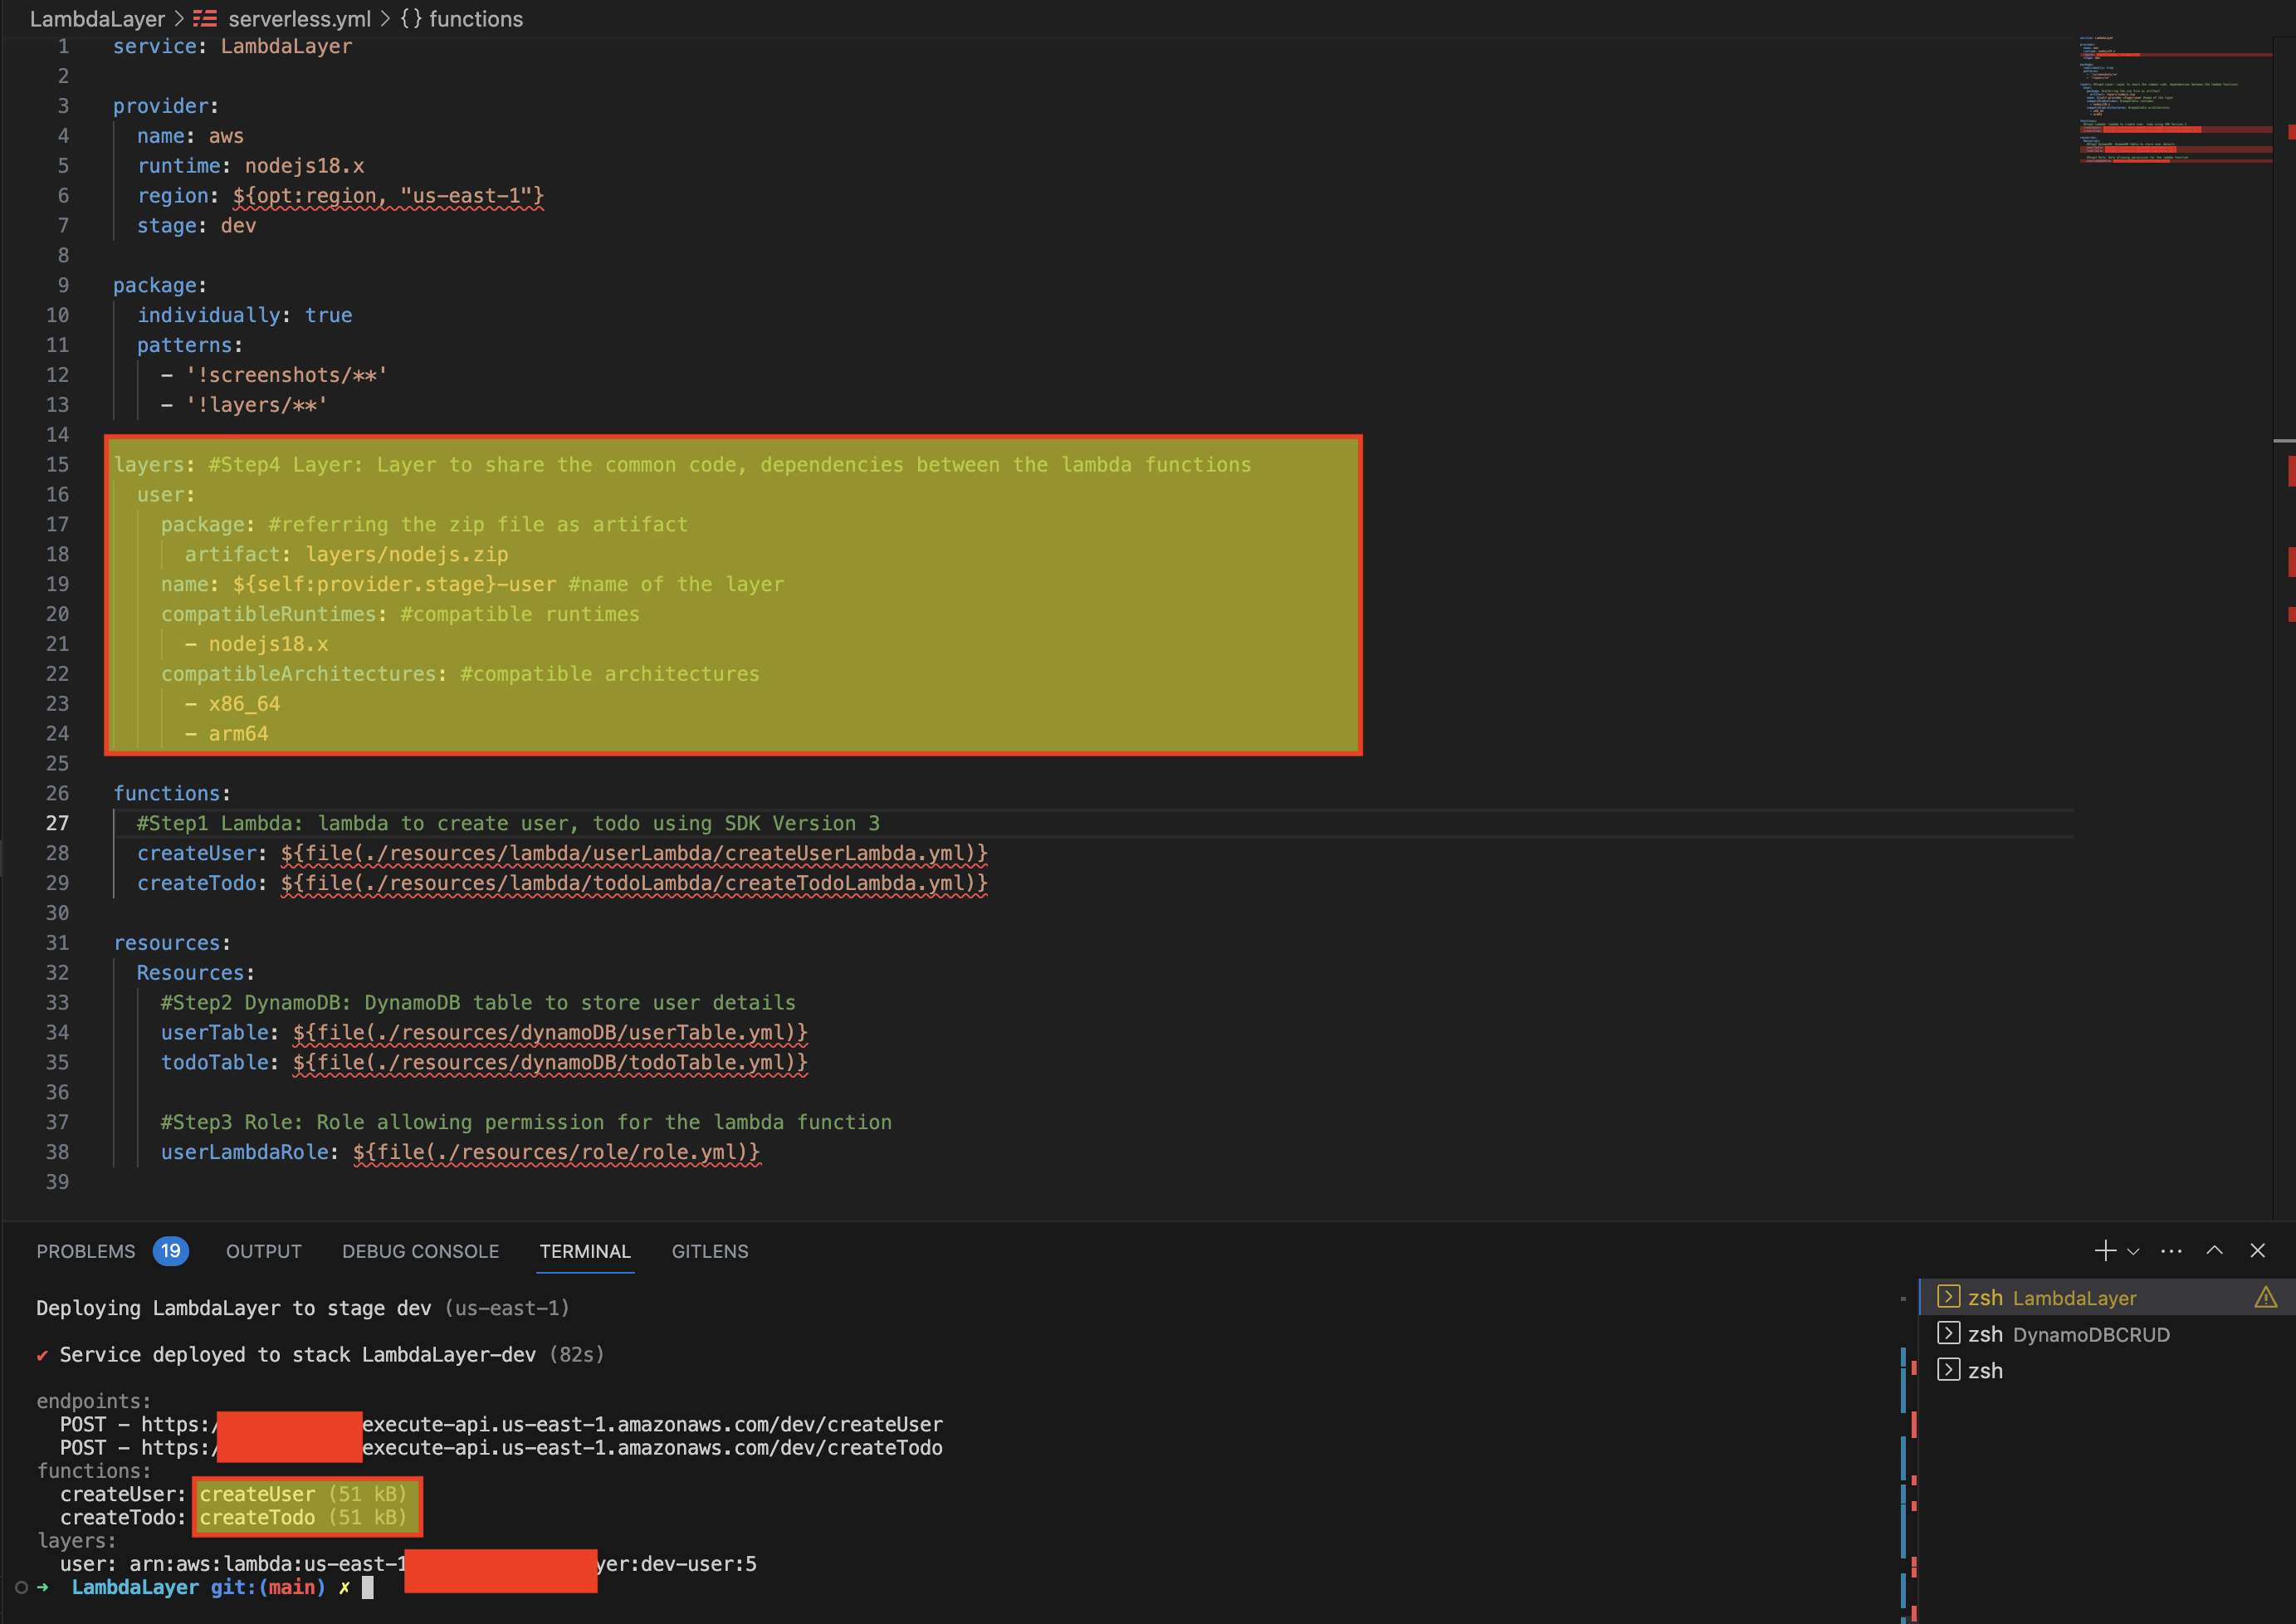 LambdaLayer > serverless.yml > {} functions
1 service: LambdaLayer
2
3 provider:
4 name: aws
5 runtime: nodejs18.x
6 region: ${opt:region, "us-east-1"}
7 stage: dev
8
9 package:
10 individually: true
11 patterns:
12 - '!screenshots/**'
13 - '!layers/**'
14
15 layers: #Step4 Layer: Layer to share the common code, dependencies between the lambda functions
16 user:
17 package: #referring the zip file as artifact
18 artifact: layers/nodejs.zip
19 name: ${self:provider.stage}-user #name of the layer
20 compatibleRuntimes: #compatible runtimes
21 - nodejs18.x
22 compatibleArchitectures: #compatible architectures
23 - x86_64
24 - arm64
25
26 functions:
27 #Step1 Lambda: lambda to create user, todo using SDK Version 3
28 createUser: ${file(./resources/lambda/userLambda/createUserLambda.yml)}
29 createTodo: ${file(./resources/lambda/todoLambda/createTodoLambda.yml)}
30
31 resources:
32 Resources:
33 #Step2 DynamoDB: DynamoDB table to store user details
34 userTable: ${file(./resources/dynamoDB/userTable.yml)}
35 todoTable: ${file(./resources/dynamoDB/todoTable.yml)}
36
37 #Step3 Role: Role allowing permission for the lambda function
38 userLambdaRole: ${file(./resources/role/role.yml)}
39
PROBLEMS 19 OUTPUT DEBUG CONSOLE TERMINAL GITLENS
Deploying LambdaLayer to stage dev (us-east-1)
✔ Service deployed to stack LambdaLayer-dev (82s)
endpoints:
POST - https:/ execute-api.us-east-1.amazonaws.com/dev/createUser
POST - https:/ execute-api.us-east-1.amazonaws.com/dev/createTodo
functions:
createUser: createUser (51 kB)
createTodo: createTodo (51 kB)
layers:
user: arn:aws:lambda:us-east-1 yer:dev-user:5
➜ LambdaLayer git:(main) ✗
zsh LambdaLayer
zsh DynamoDBCRUD
zsh